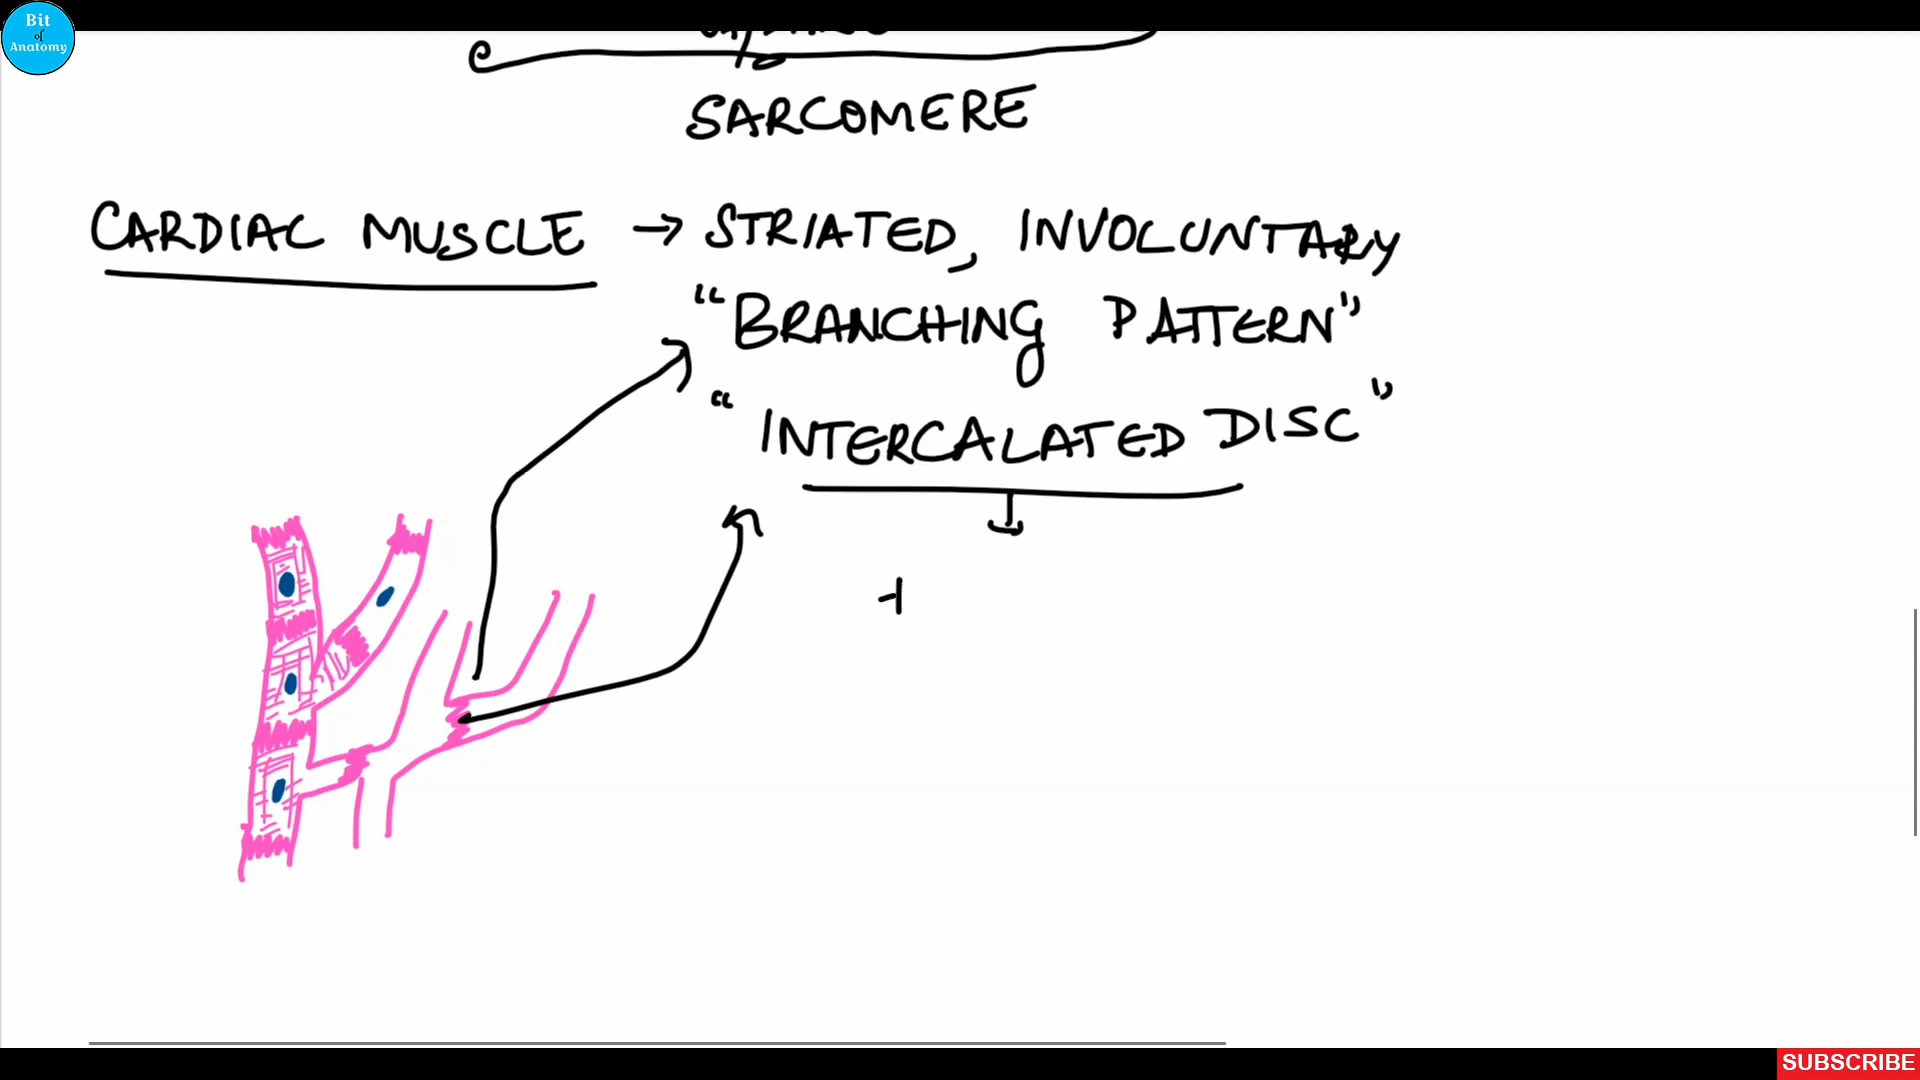 Bit
of
Anatomy
SARCOMERE
CARDIAC MUSCLE → STRIATED, INVOLUNTARY
“BRANCHING PATTERN”
“INTERCALATED DISC”
SUBSCRIBE